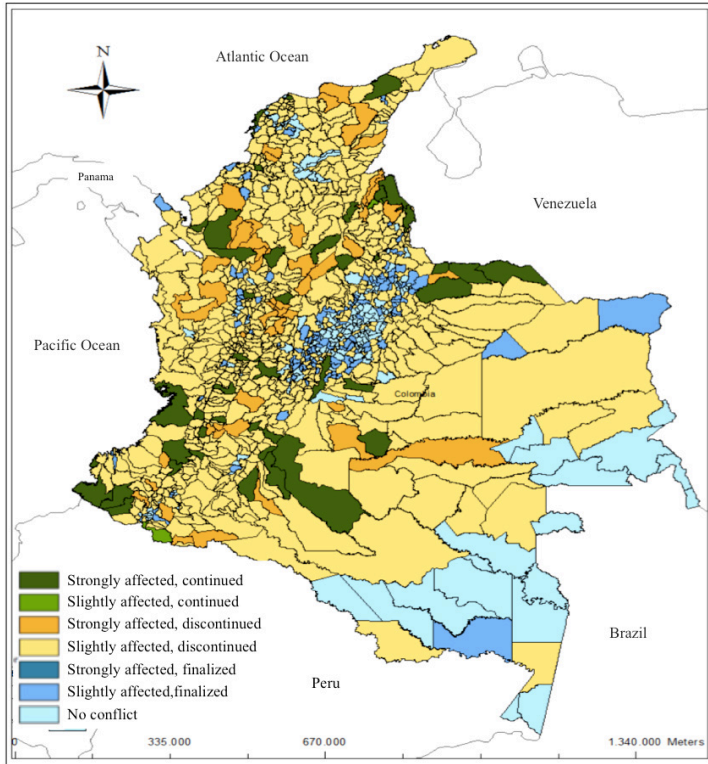 Atlantic Ocean
N
Panama
Venezuela
Pacific Ocean
Colombia
Strongly affected, continued
Slightly affected, continued
Strongly affected, discontinued
Slightly affected, discontinued
Strongly affected, finalized
Slightly affected,finalized
No conflict
Brazil
Peru
0 335.000 670.000 1.340.000 Meters